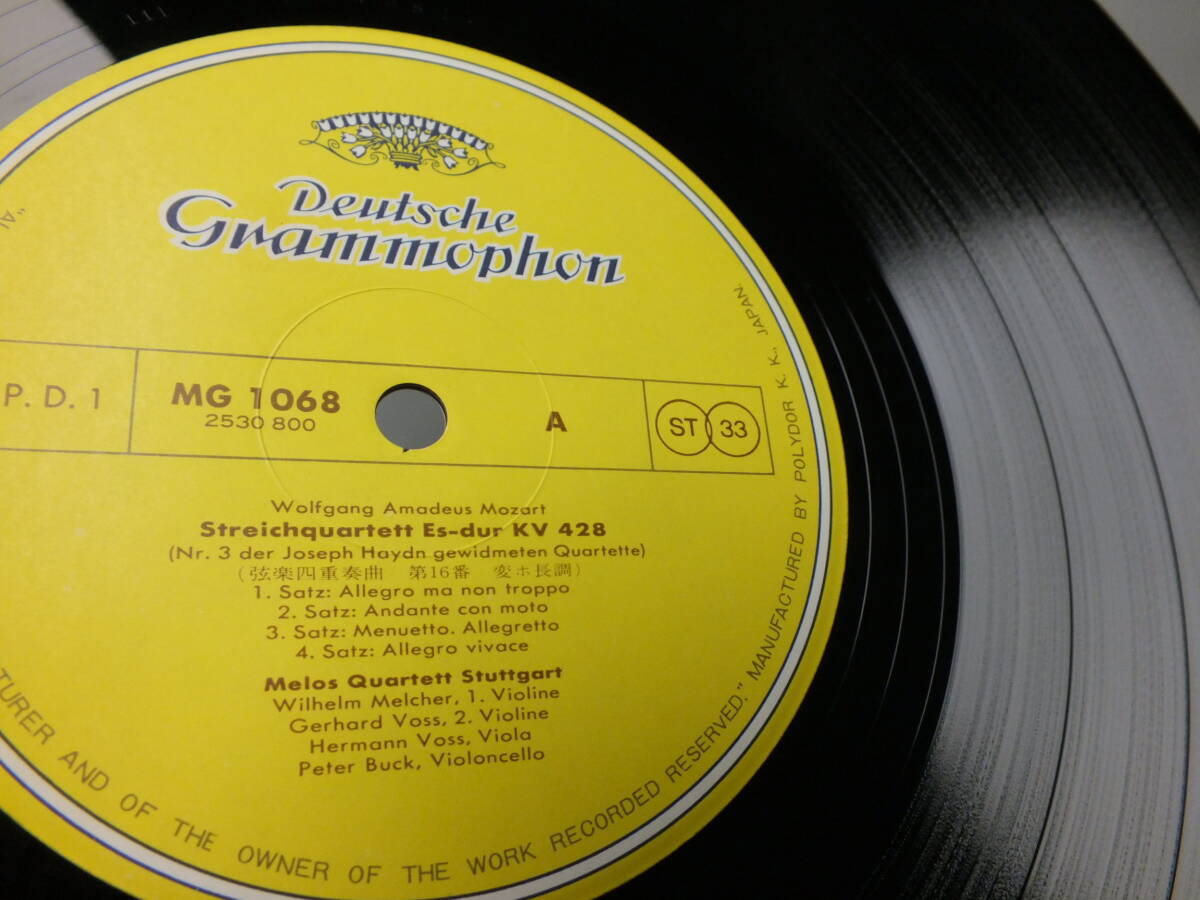 Deutsche
Grammophon
P. D. 1
MG 1068
2530 800
A
ST 33
Wolfgang Amadeus Mozart
Streichquartett Es-dur KV 428
(Nr. 3 der Joseph Haydn gewidmeten Quartette)
(弦楽四重奏曲 第16番 変ホ長調)
1. Satz: Allegro ma non troppo
2. Satz: Andante con moto
3. Satz: Menuetto. Allegretto
4. Satz: Allegro vivace
Melos Quartett Stuttgart
Wilhelm Melcher, 1. Violine
Gerhard Voss, 2. Violine
Hermann Voss, Viola
Peter Buck, Violoncello
TURER AND OF THE OWNER OF THE WORK RECORDED RESERVED." MANUFACTURED BY POLYDOR K. K., JAPAN.